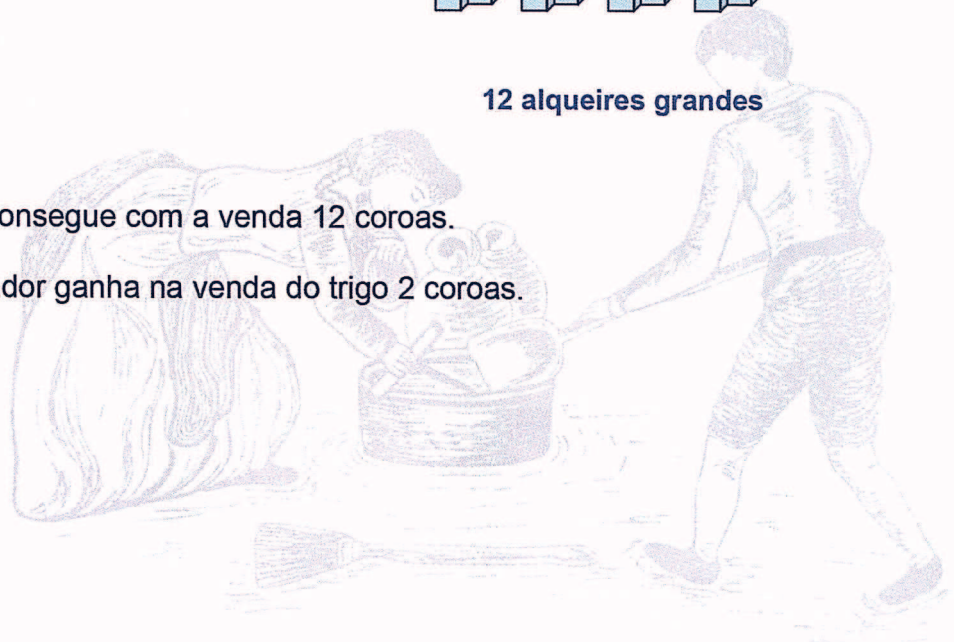 12 alqueires grandes
onsegue com a venda 12 coroas.
dor ganha na venda do trigo 2 coroas.